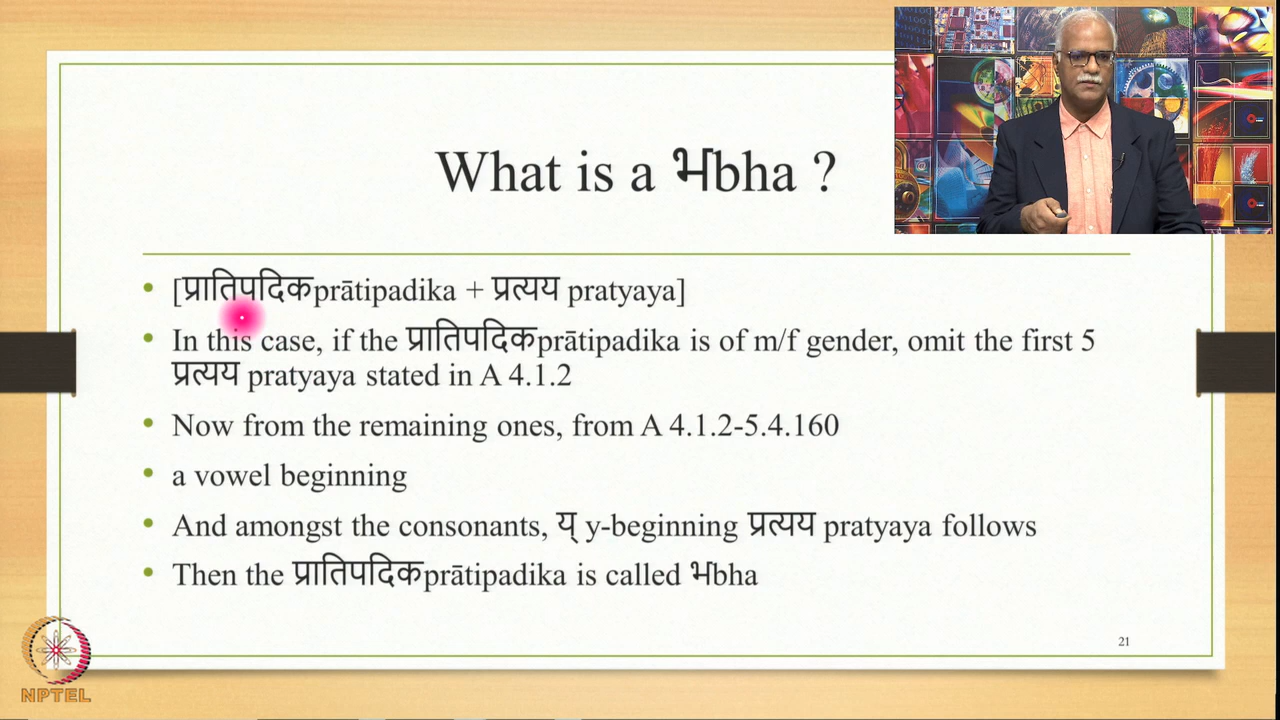 What is a भbha ?
[प्रातिपदिकprātipadika + प्रत्यय pratyaya]
In this case, if the प्रातिपदिकprātipadika is of m/f gender, omit the first 5
प्रत्यय pratyaya stated in A 4.1.2
Now from the remaining ones, from A 4.1.2-5.4.160
a vowel beginning
And amongst the consonants, य् y-beginning प्रत्यय pratyaya follows
Then the प्रातिपदिकprātipadika is called भbha
21
NPTEL